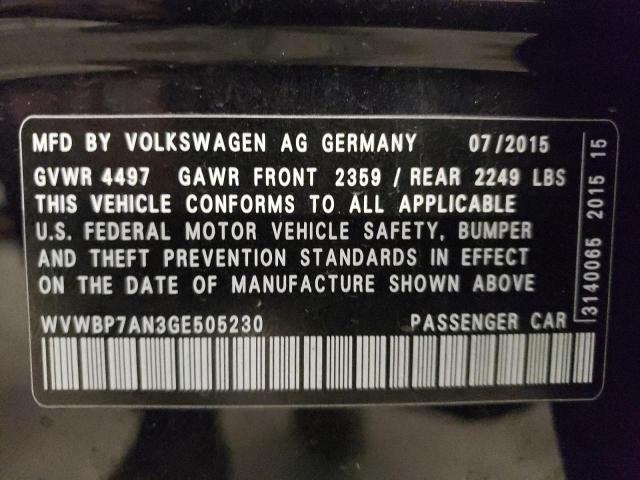 MFD BY VOLKSWAGEN AG GERMANY 07/2015
GVWR 4497 GAWR FRONT 2359 / REAR 2249 LBS
THIS VEHICLE CONFORMS TO ALL APPLICABLE
U.S. FEDERAL MOTOR VEHICLE SAFETY, BUMPER
AND THEFT PREVENTION STANDARDS IN EFFECT
ON THE DATE OF MANUFACTURE SHOWN ABOVE
WVWBP7AN3GE505230 PASSENGER CAR
3140065 2015 15